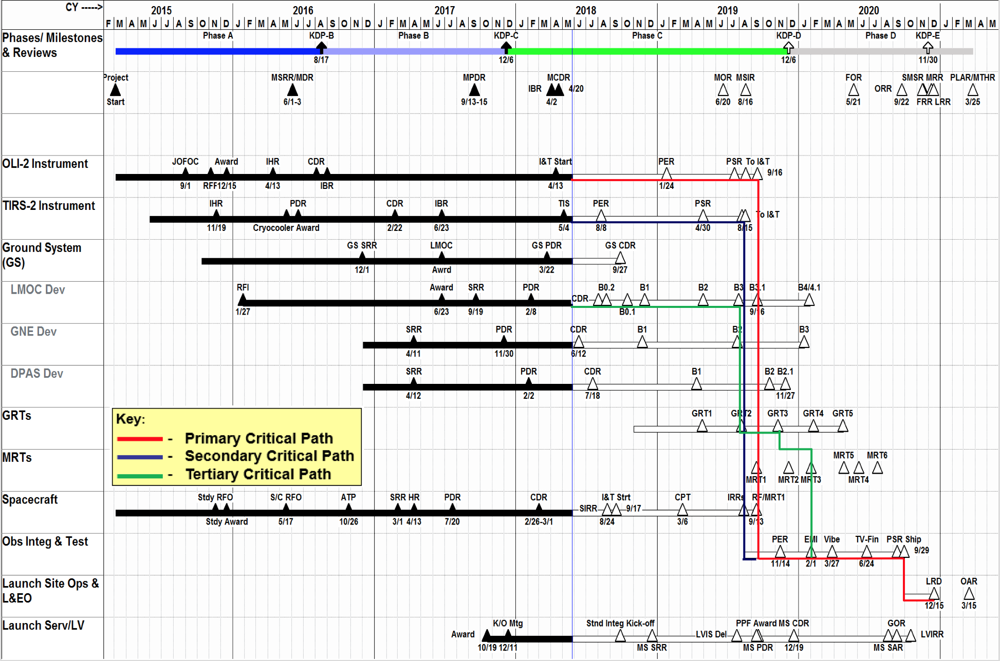 CY ----->
2015 2016 2017 2018 2019 2020
F M A M J J A S O N D J F M A M J J A S O N D J F M A M J J A S O N D J F M A M J J A S O N D J F M A M J J A S O N D J F M A M J J A S O N D J F M A M
Phases/ Milestones
& Reviews
Phase A KDP-B Phase B KDP-C Phase C KDP-D Phase D KDP-E
8/17 12/6 12/6 11/30
Project MSRR/MDR MPDR MCDR MOR MSIR FOR SMSR MRR PLAR/MTHR
IBR 4/20 ORR
Start 6/1-3 9/13-15 4/2 6/20 8/16 5/21 9/22 FRR LRR 3/25
OLI-2 Instrument
JOFOC Award IHR CDR I&T Start PER PSR To I&T
9/16
9/1 RFF 12/15 4/13 IBR 4/13 1/24
TIRS-2 Instrument
IHR PDR CDR IBR TIS PER PSR
To I&T
11/19 Cryocooler Award 2/22 6/23 5/4 8/8 4/30 8/15
Ground System
(GS)
GS SRR LMOC GS PDR GS CDR
12/1 Awrd 3/22 9/27
LMOC Dev
RFI Award SRR PDR B0.2 B1 B2 B3 B3.1 B4/4.1
CDR
1/27 6/23 9/19 2/8 B0.1 9/16
GNE Dev
SRR PDR CDR B1 B2 B3
4/11 11/30 6/12
DPAS Dev
SRR PDR CDR B1 B2 B2.1
4/12 2/2 7/18 11/27
GRTs
GRT1 GRT2 GRT3 GRT4 GRT5
Key:
- Primary Critical Path
- Secondary Critical Path
- Tertiary Critical Path
MRTs
MRT5 MRT6
MRT1 MRT2 MRT3 MRT4
Spacecraft
Stdy RFO S/C RFO ATP SRR HR PDR CDR I&T Strt CPT IRRs RF/MRT1
SIRR 9/17
Stdy Award 5/17 10/26 3/1 4/13 7/20 2/26-3/1 8/24 3/6 9/13
Obs Integ & Test
PER EMI Vibe TV-Fin PSR Ship
9/29
11/14 2/1 3/27 6/24
Launch Site Ops &
L&EO
LRD OAR
12/15 3/15
Launch Serv/LV
K/O Mtg Stnd Integ Kick-off PPF Award MS CDR GOR
Award LVIS Del LVIRR
10/19 12/11 MS SRR MS PDR 12/19 MS SAR